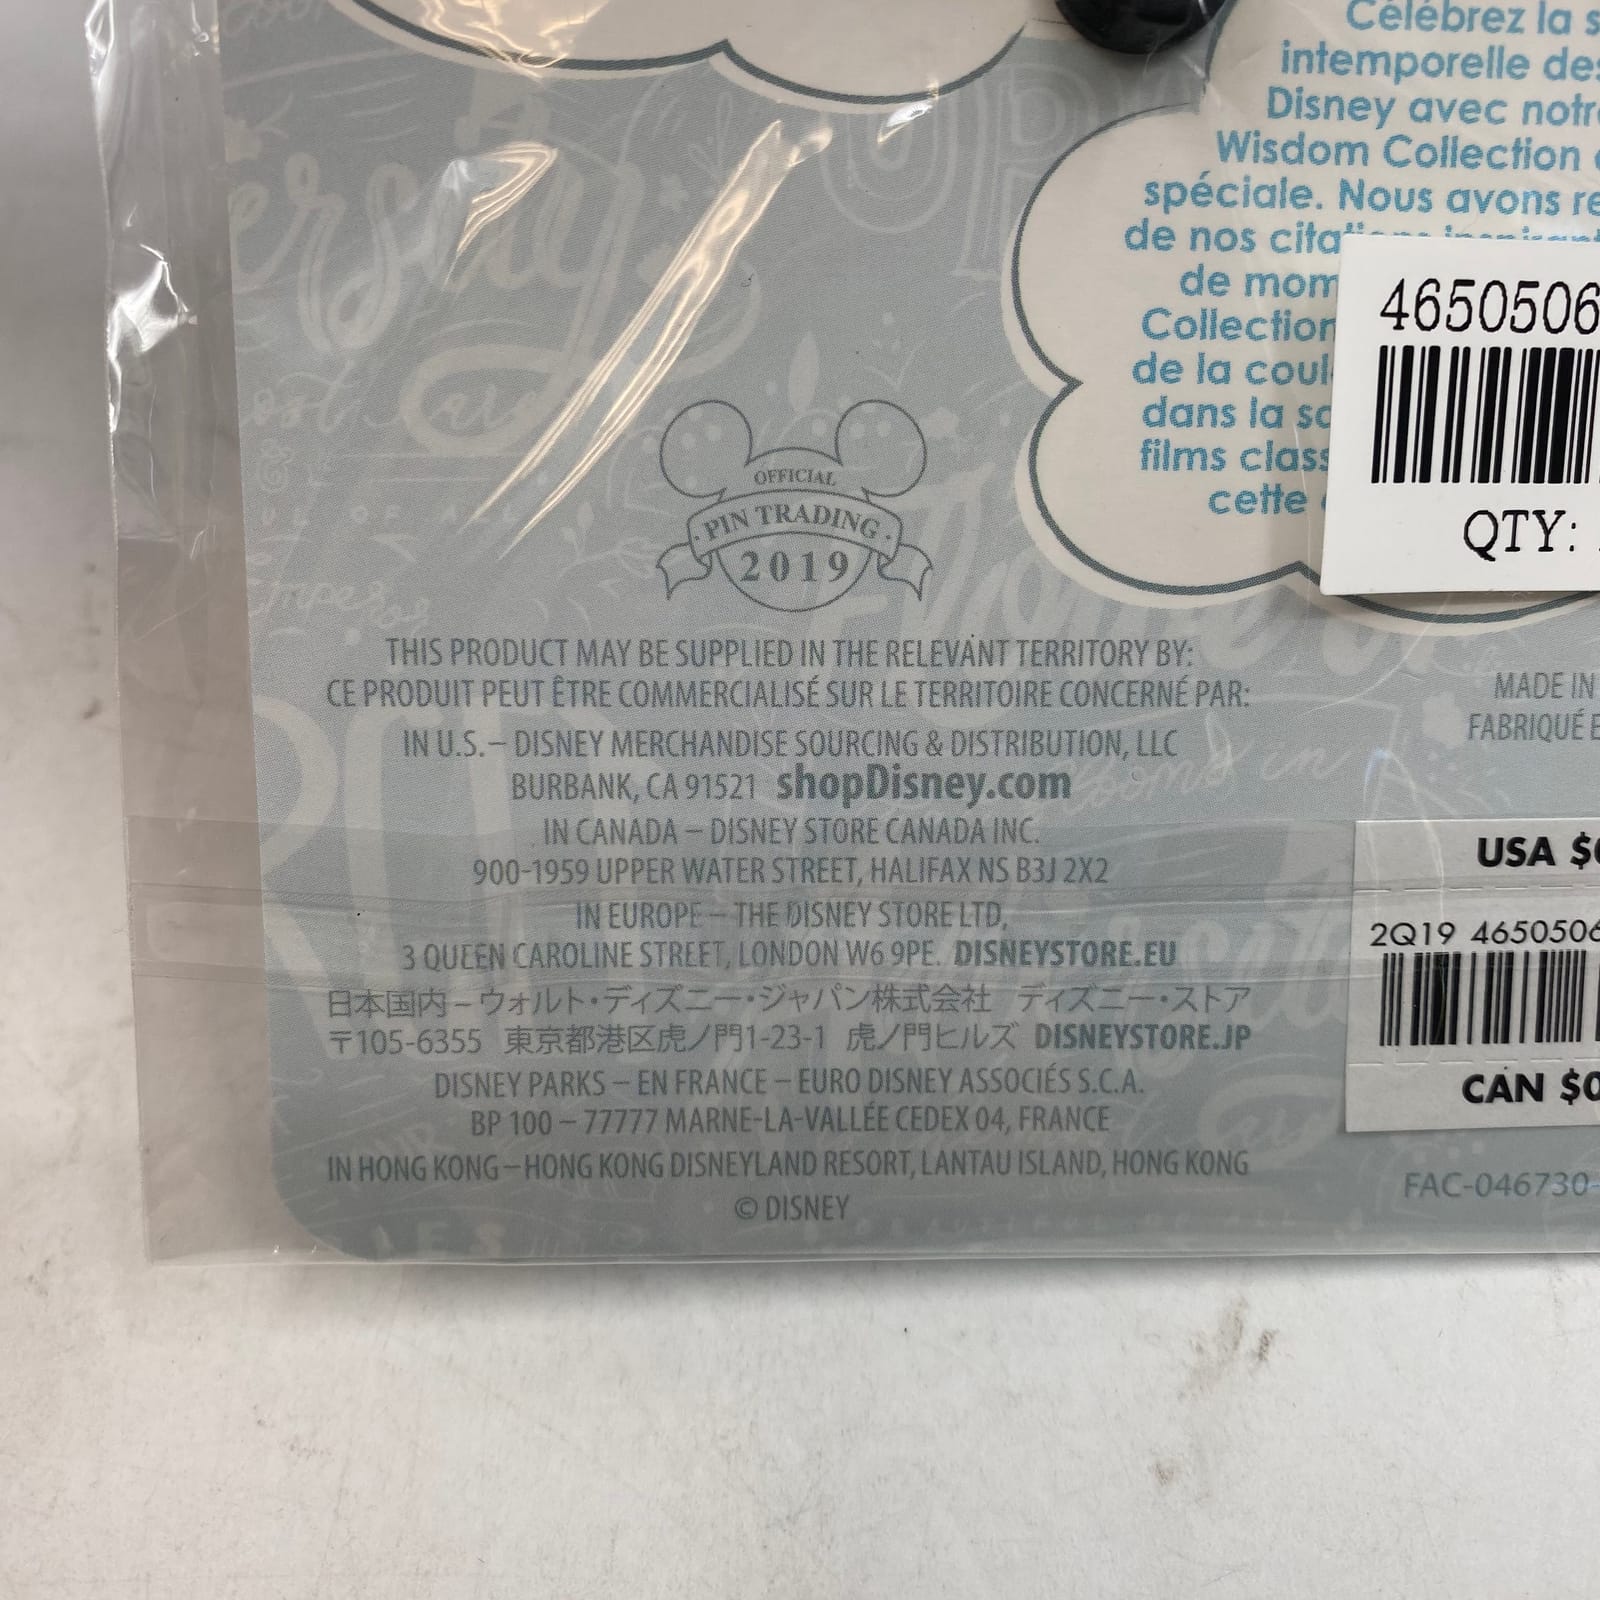 Célébrez la s
intemporelle des
Disney avec notr
Wisdom Collection
spéciale. Nous avons re
de nos
de mom
Collection
de la coul
dans la so
films class
cette
4650506
QTY:
OFFICIAL
PIN TRADING
2019
THIS PRODUCT MAY BE SUPPLIED IN THE RELEVANT TERRITORY BY:
CE PRODUIT PEUT ÊTRE COMMERCIALISÉ SUR LE TERRITOIRE CONCERNÉ PAR:
IN U.S.– DISNEY MERCHANDISE SOURCING & DISTRIBUTION, LLC
BURBANK, CA 91521 shopDisney.com
IN CANADA – DISNEY STORE CANADA INC.
900-1959 UPPER WATER STREET, HALIFAX NS B3J 2X2
IN EUROPE – THE DISNEY STORE LTD,
3 QUEEN CAROLINE STREET, LONDON W6 9PE. DISNEYSTORE.EU
日本国内 – ウォルト・ディズニー・ジャパン株式会社 ディズニー・ストア
〒105-6355 東京都港区虎ノ門1-23-1 虎ノ門ヒルズ DISNEYSTORE.JP
DISNEY PARKS – EN FRANCE – EURO DISNEY ASSOCIÉS S.C.A.
BP 100 – 77777 MARNE-LA-VALLÉE CEDEX 04, FRANCE
IN HONG KONG – HONG KONG DISNEYLAND RESORT, LANTAU ISLAND, HONG KONG
© DISNEY
MADE IN
FABRIQUÉ E
USA $
2Q19 4650506
CAN $0
FAC-046730-